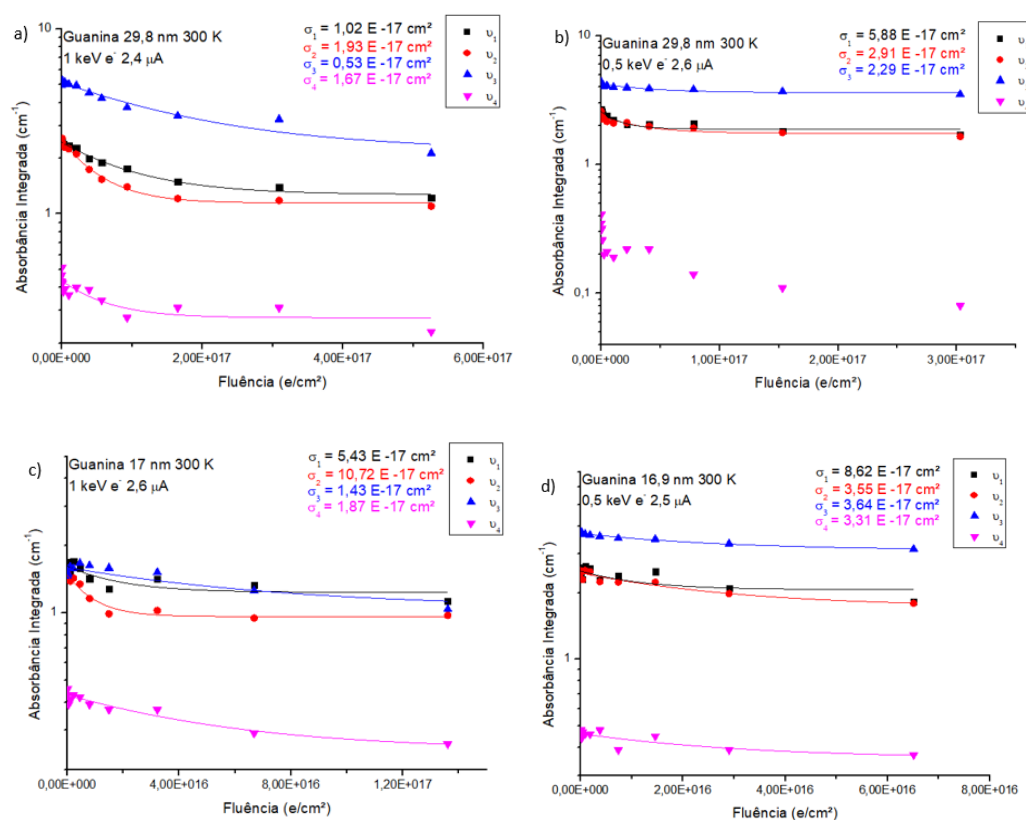 a)
Guanina 29,8 nm 300 K
1 keV e⁻ 2,4 μA
σ₁ = 1,02 E -17 cm²
σ₂ = 1,93 E -17 cm²
σ₃ = 0,53 E -17 cm²
σ₄ = 1,67 E -17 cm²
υ₁
υ₂
υ₃
υ₄
Absorbância Integrada (cm⁻¹)
10
1
0,00E+000 2,00E+017 4,00E+017 6,00E+017
Fluência (e/cm²)
b)
Guanina 29,8 nm 300 K
0,5 keV e⁻ 2,6 μA
σ₁ = 5,88 E -17 cm²
σ₂ = 2,91 E -17 cm²
σ₃ = 2,29 E -17 cm²
υ
υ
υ
υ
Absorbância Integrada (cm⁻¹)
10
1
0,1
0,00E+000 1,00E+017 2,00E+017 3,00E+017
Fluência (e/cm²)
c)
Guanina 17 nm 300 K
1 keV e⁻ 2,6 μA
σ₁ = 5,43 E -17 cm²
σ₂ = 10,72 E -17 cm²
σ₃ = 1,43 E -17 cm²
σ₄ = 1,87 E -17 cm²
υ₁
υ₂
υ₃
υ₄
Absorbância Integrada (cm⁻¹)
1
0,00E+000 4,00E+016 8,00E+016 1,20E+017
Fluência (e/cm²)
d)
Guanina 16,9 nm 300 K
0,5 keV e⁻ 2,5 μA
σ₁ = 8,62 E -17 cm²
σ₂ = 3,55 E -17 cm²
σ₃ = 3,64 E -17 cm²
σ₄ = 3,31 E -17 cm²
υ₁
υ₂
υ₃
υ₄
Absorbância Integrada (cm⁻¹)
1
0,00E+000 2,00E+016 4,00E+016 6,00E+016 8,00E+016
Fluência (e/cm²)